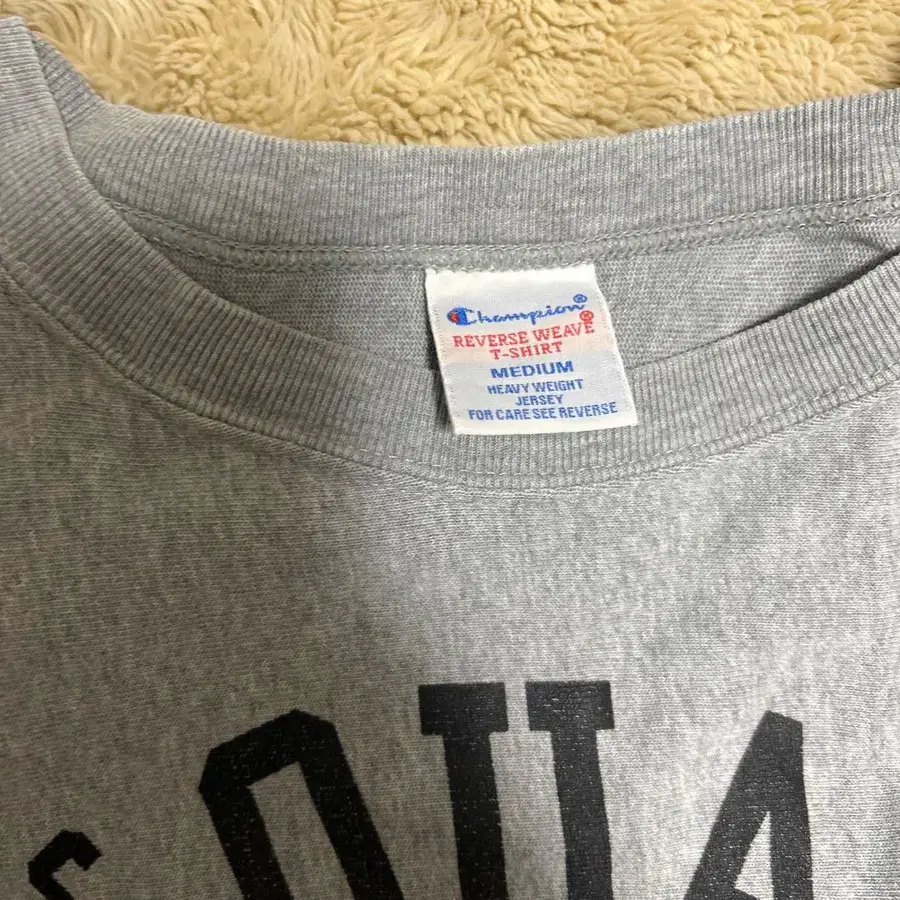 Champion®
REVERSE WEAVE®
T-SHIRT
MEDIUM
HEAVY WEIGHT
JERSEY
FOR CARE SEE REVERSE